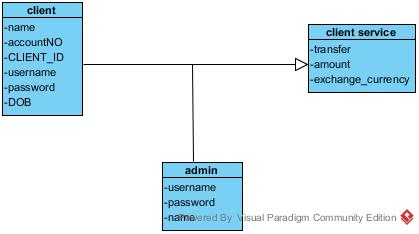 client
-name
-accountNO
-CLIENT_ID
-username
-password
-DOB
client service
-transfer
-amount
-exchange_currency
admin
-username
-password
-name
Powered By Visual Paradigm Community Edition